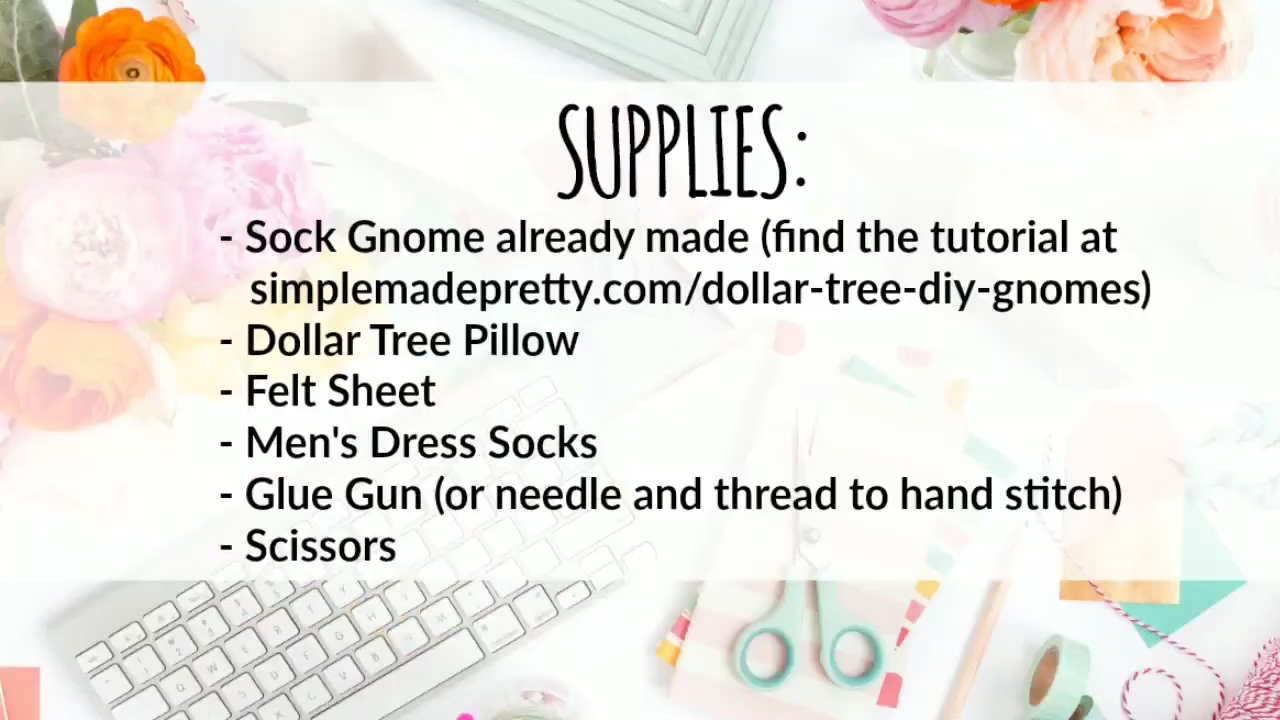 SUPPLIES:
- Sock Gnome already made (find the tutorial at
simplemadepretty.com/dollar-tree-diy-gnomes)
- Dollar Tree Pillow
- Felt Sheet
- Men's Dress Socks
- Glue Gun (or needle and thread to hand stitch)
- Scissors